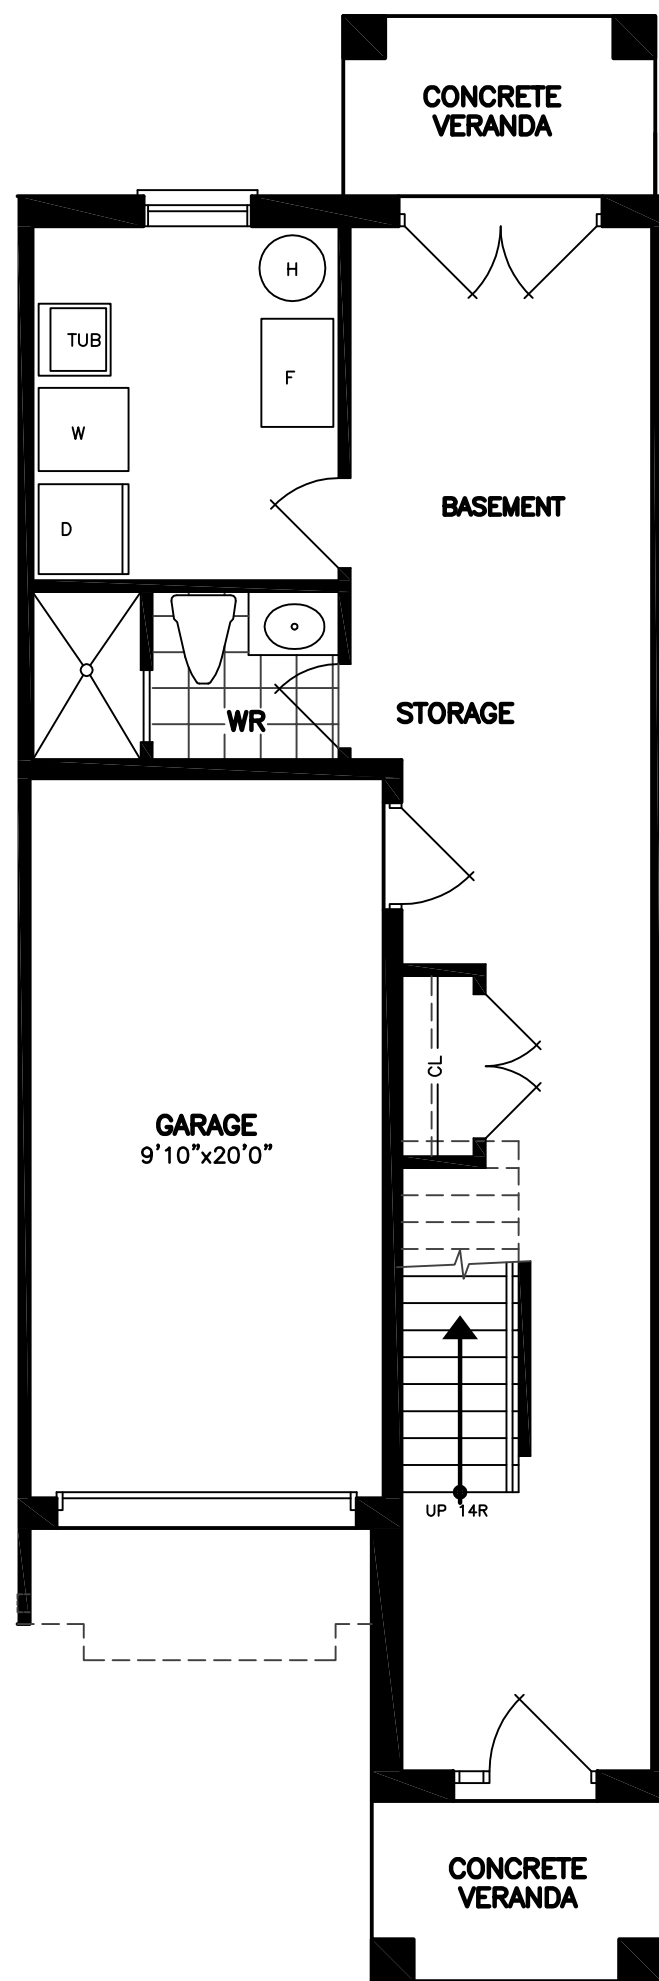 CONCRETE
VERANDA
H
TUB
F
W
D
BASEMENT
WR
STORAGE
CL
GARAGE
9'10"x20'0"
UP 14R
CONCRETE
VERANDA